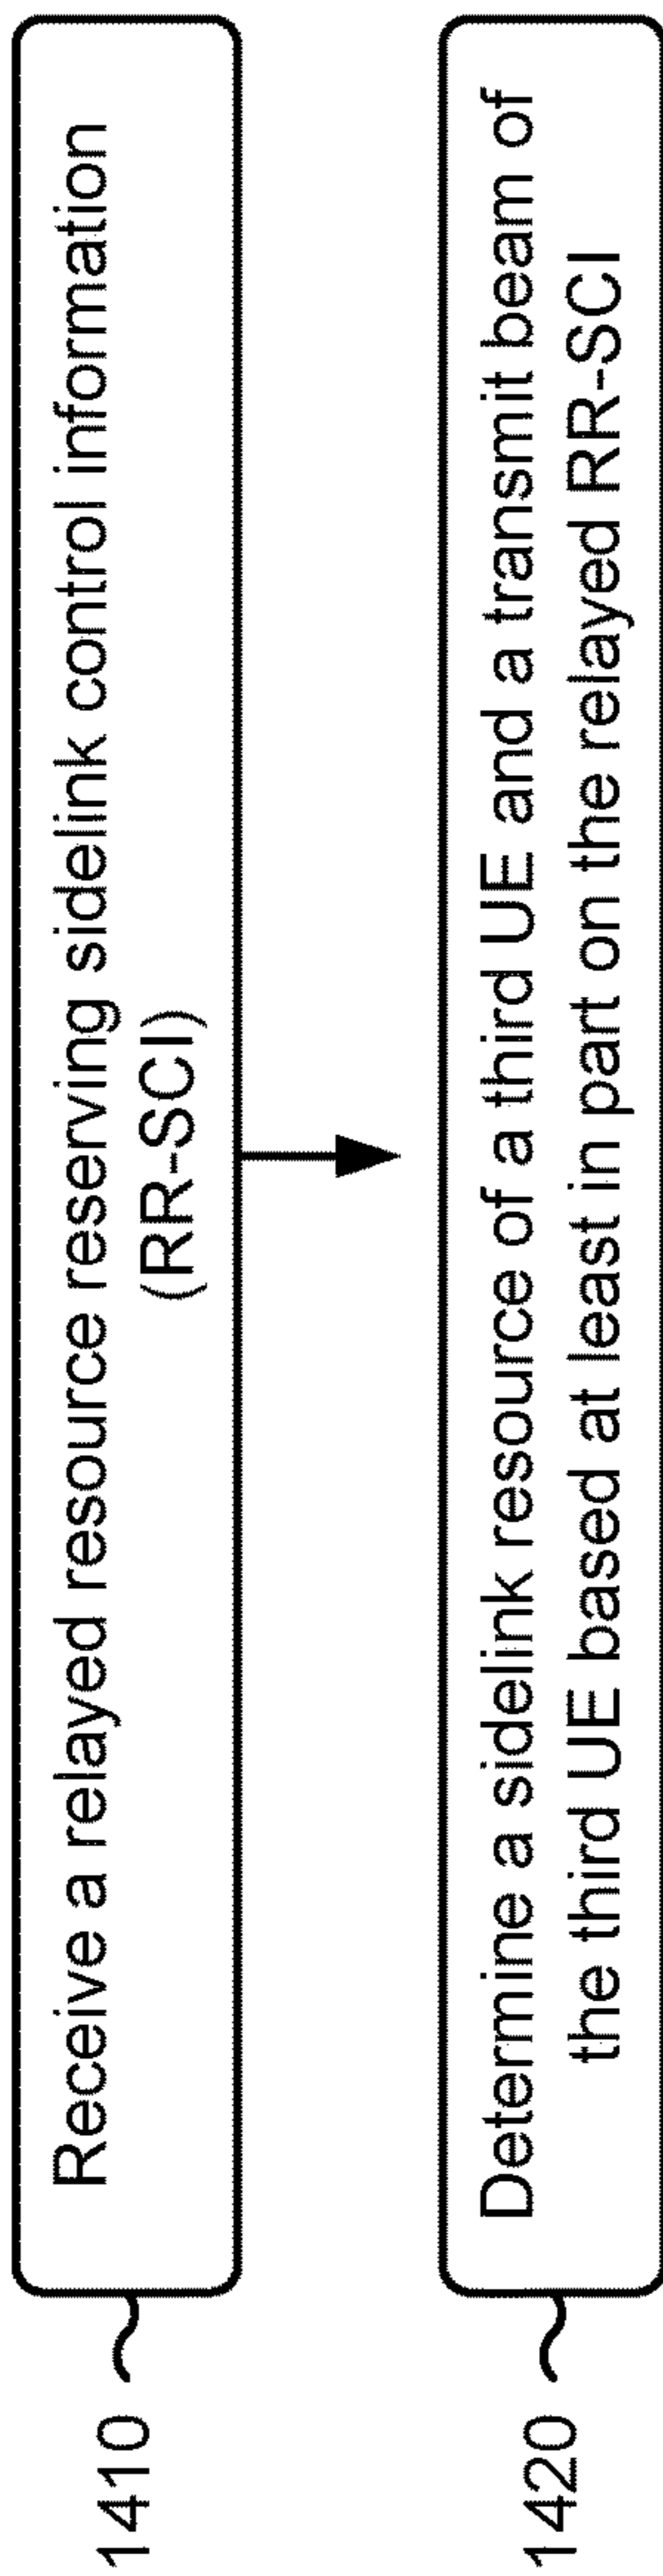 1410
Receive a relayed resource reserving sidelink control information
(RR-SCI)
1420
Determine a sidelink resource of a third UE and a transmit beam of
the third UE based at least in part on the relayed RR-SCI